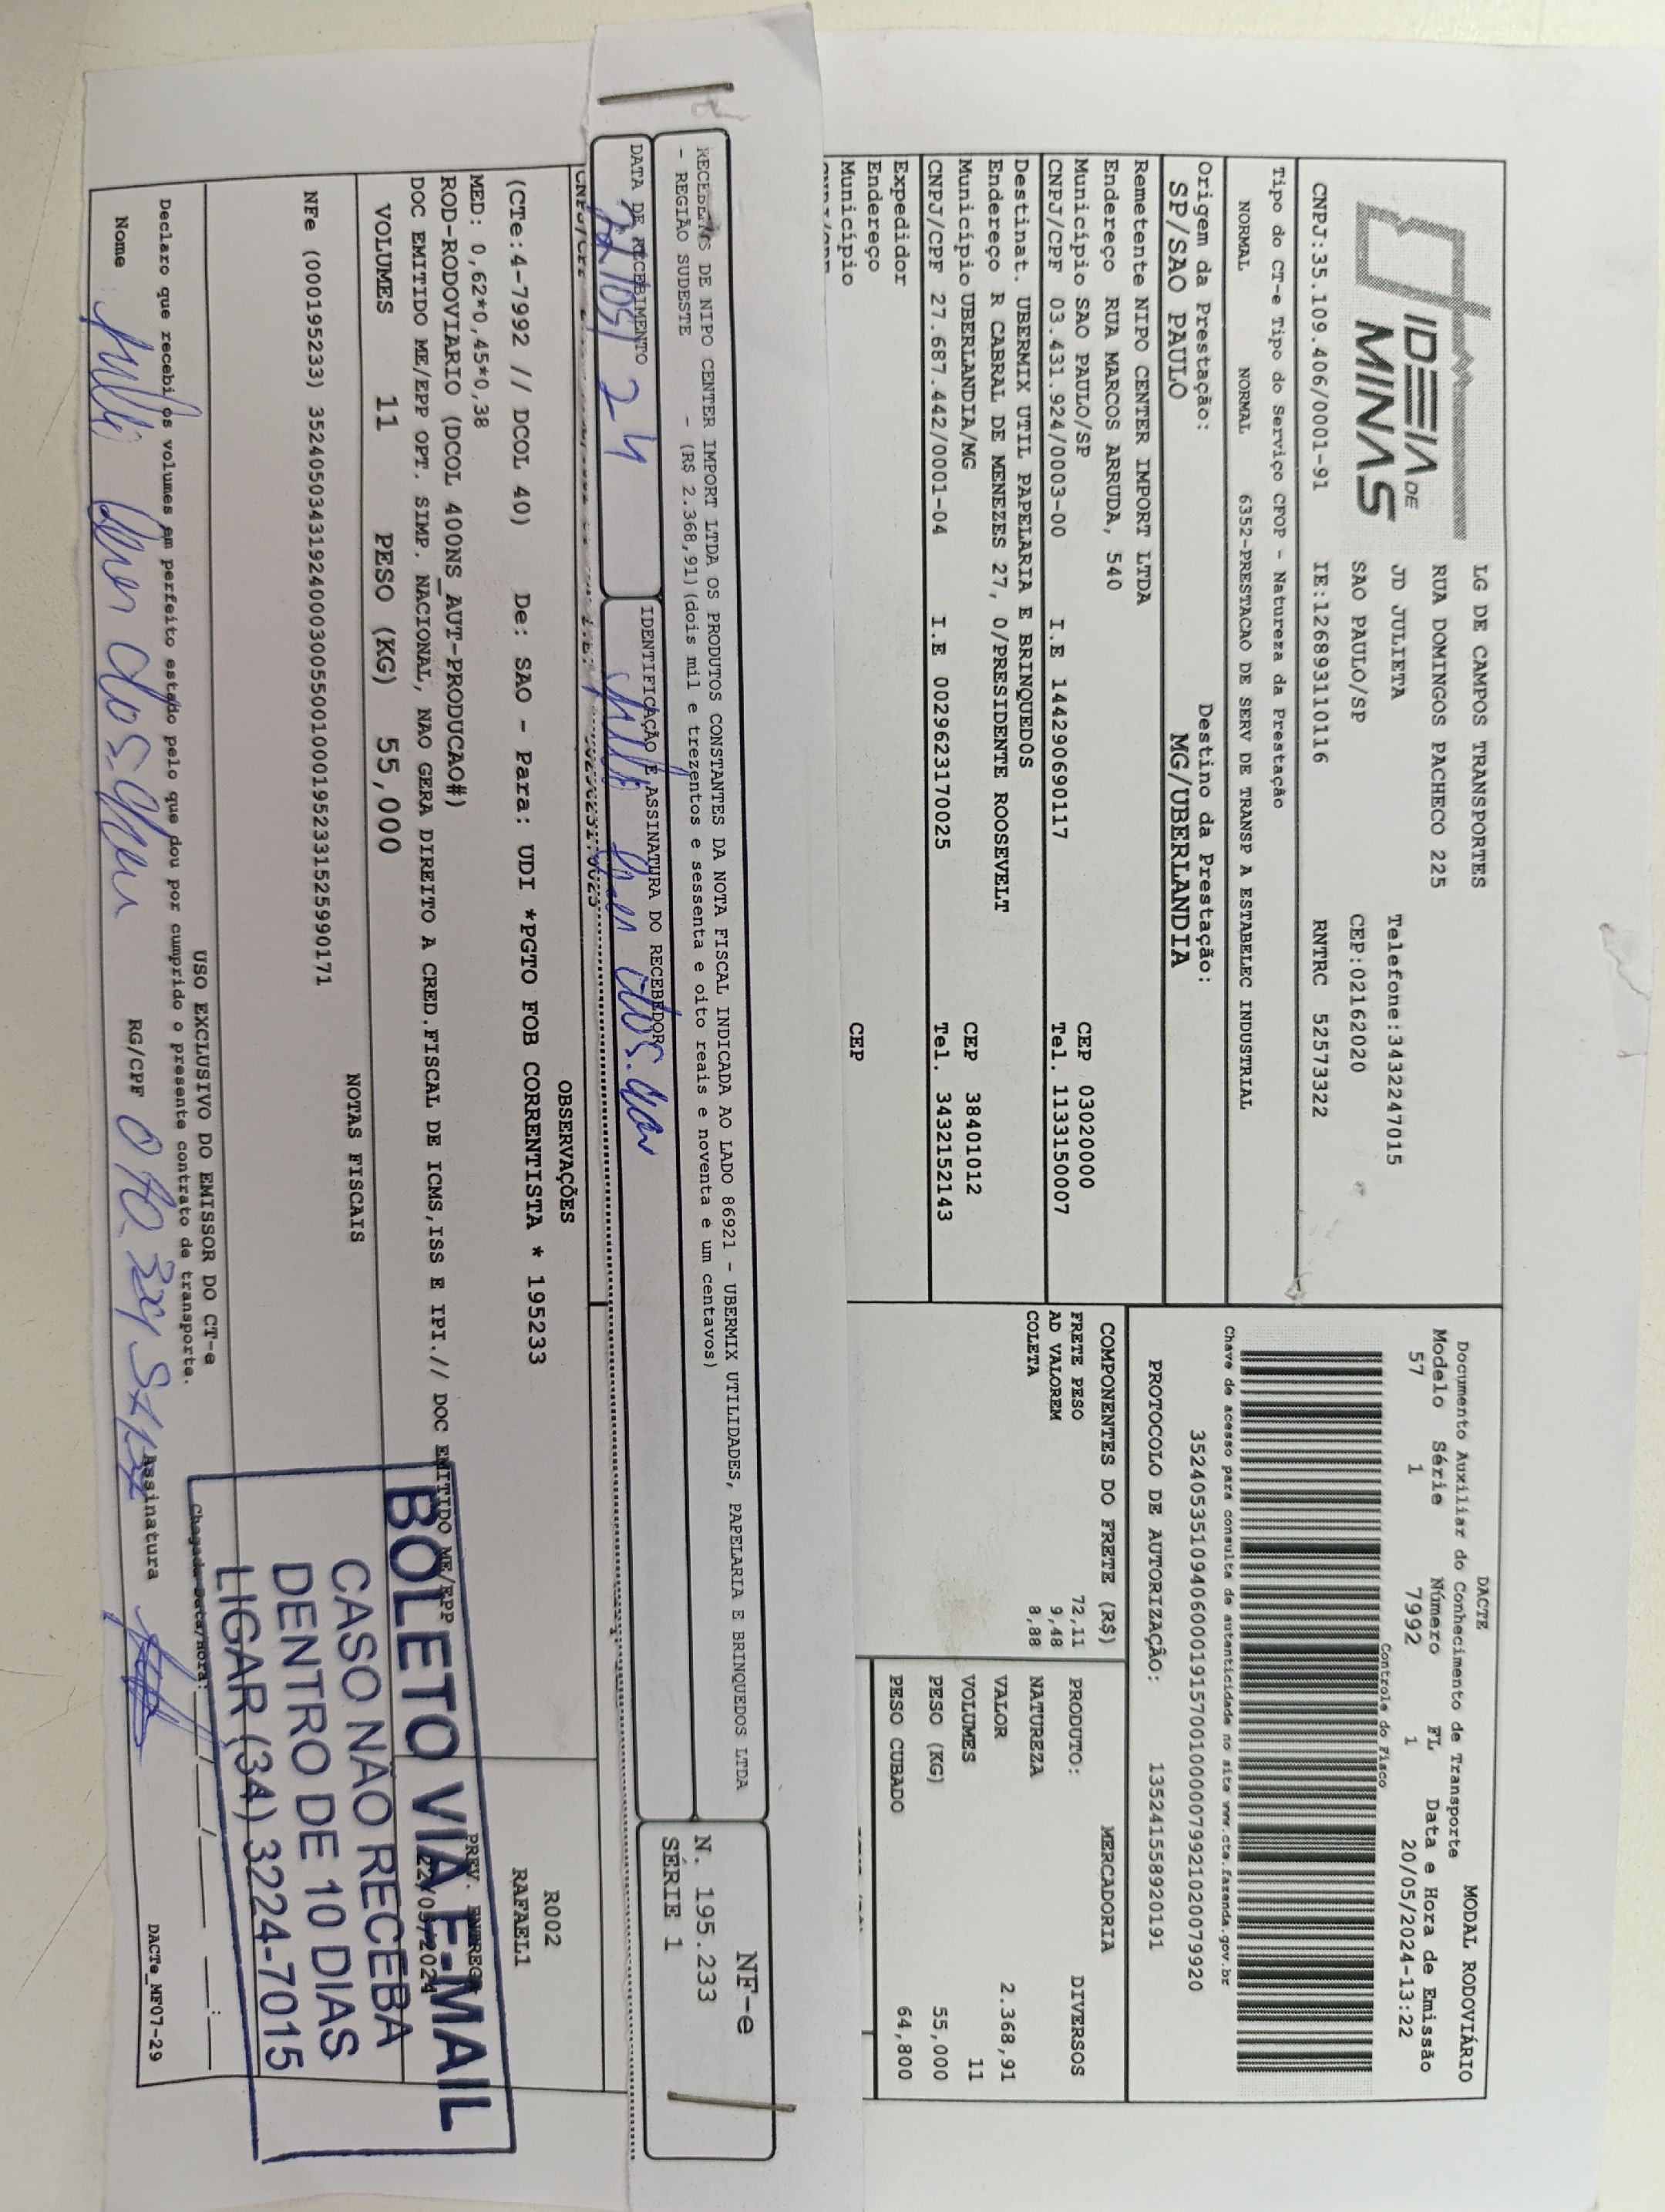 IDEIA DE
MINAS
LG DE CAMPOS TRANSPORTES
RUA DOMINGOS PACHECO 225
JD JULIETA
Telefone:3432247015
SAO PAULO/SP
CEP:02162020
CNPJ:35.109.406/0001-91 IE:126893110116 RNTRC 52573322
Tipo do CT-e Tipo do Serviço CFOP - Natureza da Prestação
NORMAL NORMAL 6352-PRESTACAO DE SERV DE TRANSP A ESTABELEC INDUSTRIAL
Origem da Prestação: Destino da Prestação:
SP/SAO PAULO MG/UBERLANDIA
DACTE
MODAL RODOVIÁRIO
Documento Auxiliar do Conhecimento de Transporte
Modelo Série Número FL Data e Hora de Emissão
57 1 7992 1 20/05/2024-13:22
Controle do Fisco
Chave de acesso para consulta de autenticidade no site www.cte.fazenda.gov.br
35240535109406000191570010000079921020079920
PROTOCOLO DE AUTORIZAÇÃO: 135241558920191
Remetente NIPO CENTER IMPORT LTDA
Endereço RUA MARCOS ARRUDA, 540
Município SAO PAULO/SP CEP 03020000
CNPJ/CPF 03.431.924/0003-00 I.E 144290690117 Tel. 1133150007
Destinat. UBERMIX UTIL PAPELARIA E BRINQUEDOS
Endereço R CABRAL DE MENEZES 27, 0/PRESIDENTE ROOSEVELT
Município UBERLANDIA/MG CEP 38401012
CNPJ/CPF 27.687.442/0001-04 I.E 0029623170025 Tel. 3432152143
Expedidor
Endereço
Município CEP
COMPONENTES DO FRETE (R$)
FRETE PESO 72,11
AD VALOREM 9,48
COLETA 8,88
MERCADORIA
PRODUTO: DIVERSOS
NATUREZA
VALOR 2.368,91
VOLUMES 11
PESO (KG) 55,000
PESO CUBADO 64,800
RECEBEMOS DE NIPO CENTER IMPORT LTDA OS PRODUTOS CONSTANTES DA NOTA FISCAL INDICADA AO LADO 86921 - UBERMIX UTILIDADES, PAPELARIA E BRINQUEDOS LTDA
- REGIÃO SUDESTE - (R$ 2.368,91) (dois mil e trezentos e sessenta e oito reais e noventa e um centavos)
DATA DE RECEBIMENTO
22/05/24
IDENTIFICAÇÃO E ASSINATURA DO RECEBEDOR
NF-e
N. 195.233
SÉRIE 1
OBSERVAÇÕES
(CTe:4-7992 // DCOL 40) De: SAO - Para: UDI *PGTO FOB CORRENTISTA * 195233
R002
RAFAEL1
MED: 0,62*0,45*0,38
ROD-RODOVIARIO (DCOL 400NS_AUT-PRODUCAO#)
DOC EMITIDO ME/EPP OPT. SIMP. NACIONAL, NAO GERA DIREITO A CRED.FISCAL DE ICMS,ISS E IPI.// DOC EMITIDO ME/EPP
PREV. ENTREGA
22/05/2024
VOLUMES 11 PESO (KG) 55,000
NOTAS FISCAIS
NFe (000195233) 35240503431924000300550010001952331525990171
BOLETO VIA E-MAIL
CASO NÃO RECEBA
DENTRO DE 10 DIAS
LIGAR (34) 3224-7015
USO EXCLUSIVO DO EMISSOR DO CT-e
Chegada Data/hora:
Declaro que recebi os volumes em perfeito estado pelo que dou por cumprido o presente contrato de transporte.
Nome RG/CPF Assinatura
DACTe_MF07-29